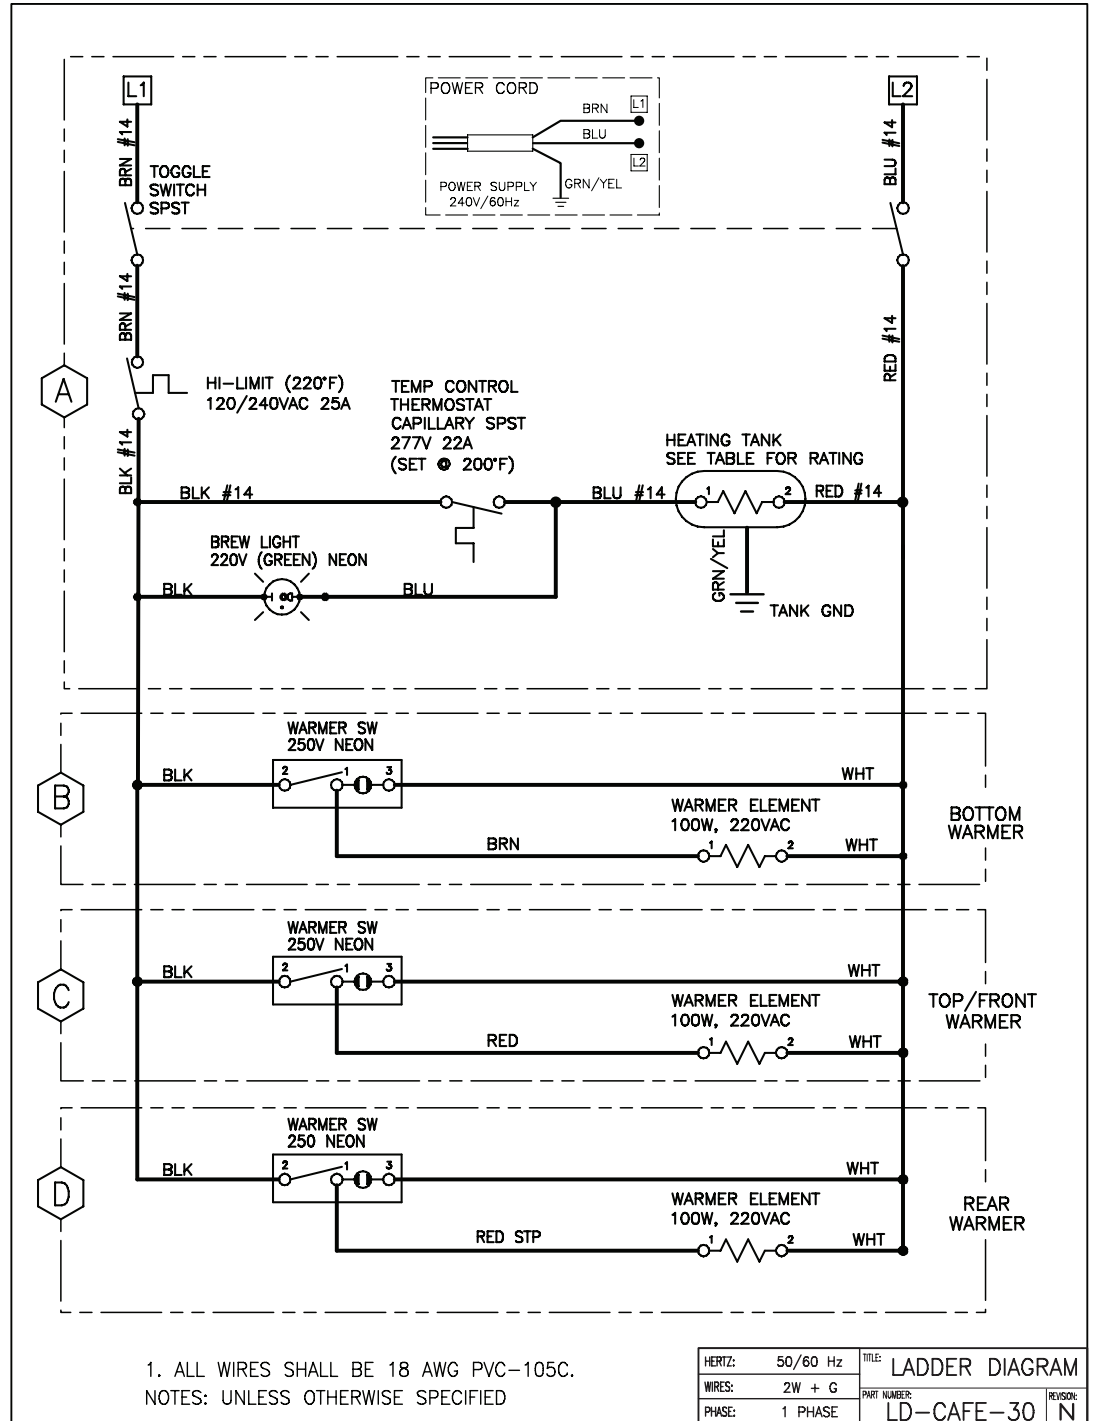 L1
L2
POWER CORD
BRN
L1
BLU
L2
GRN/YEL
POWER SUPPLY
240V/60Hz
BRN #14
BLU #14
TOGGLE
SWITCH
SPST
BRN #14
RED #14
A
HI-LIMIT (220°F)
120/240VAC 25A
TEMP CONTROL
THERMOSTAT
CAPILLARY SPST
277V 22A
(SET @ 200°F)
BLK #14
HEATING TANK
SEE TABLE FOR RATING
BLK #14
BLU #14
1
2
RED #14
BREW LIGHT
220V (GREEN) NEON
BLK
BLU
GRN/YEL
TANK GND
B
WARMER SW
250V NEON
BLK
2
1
3
WHT
WARMER ELEMENT
100W, 220VAC
BRN
1
2
WHT
BOTTOM
WARMER
C
WARMER SW
250V NEON
BLK
2
1
3
WHT
WARMER ELEMENT
100W, 220VAC
RED
1
2
WHT
TOP/FRONT
WARMER
D
WARMER SW
250 NEON
BLK
2
1
3
WHT
WARMER ELEMENT
100W, 220VAC
RED STP
1
2
WHT
REAR
WARMER
1. ALL WIRES SHALL BE 18 AWG PVC-105C.
NOTES: UNLESS OTHERWISE SPECIFIED
HERTZ: 50/60 Hz
WIRES: 2W + G
PHASE: 1 PHASE
TITLE: LADDER DIAGRAM
PART NUMBER: LD-CAFE-30
REVISION: N